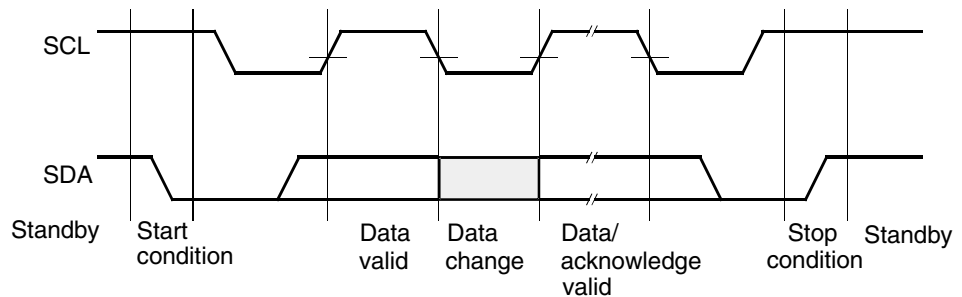 SCL
SDA
Standby
Start
condition
Data
valid
Data
change
Data/
acknowledge
valid
Stop
condition
Standby